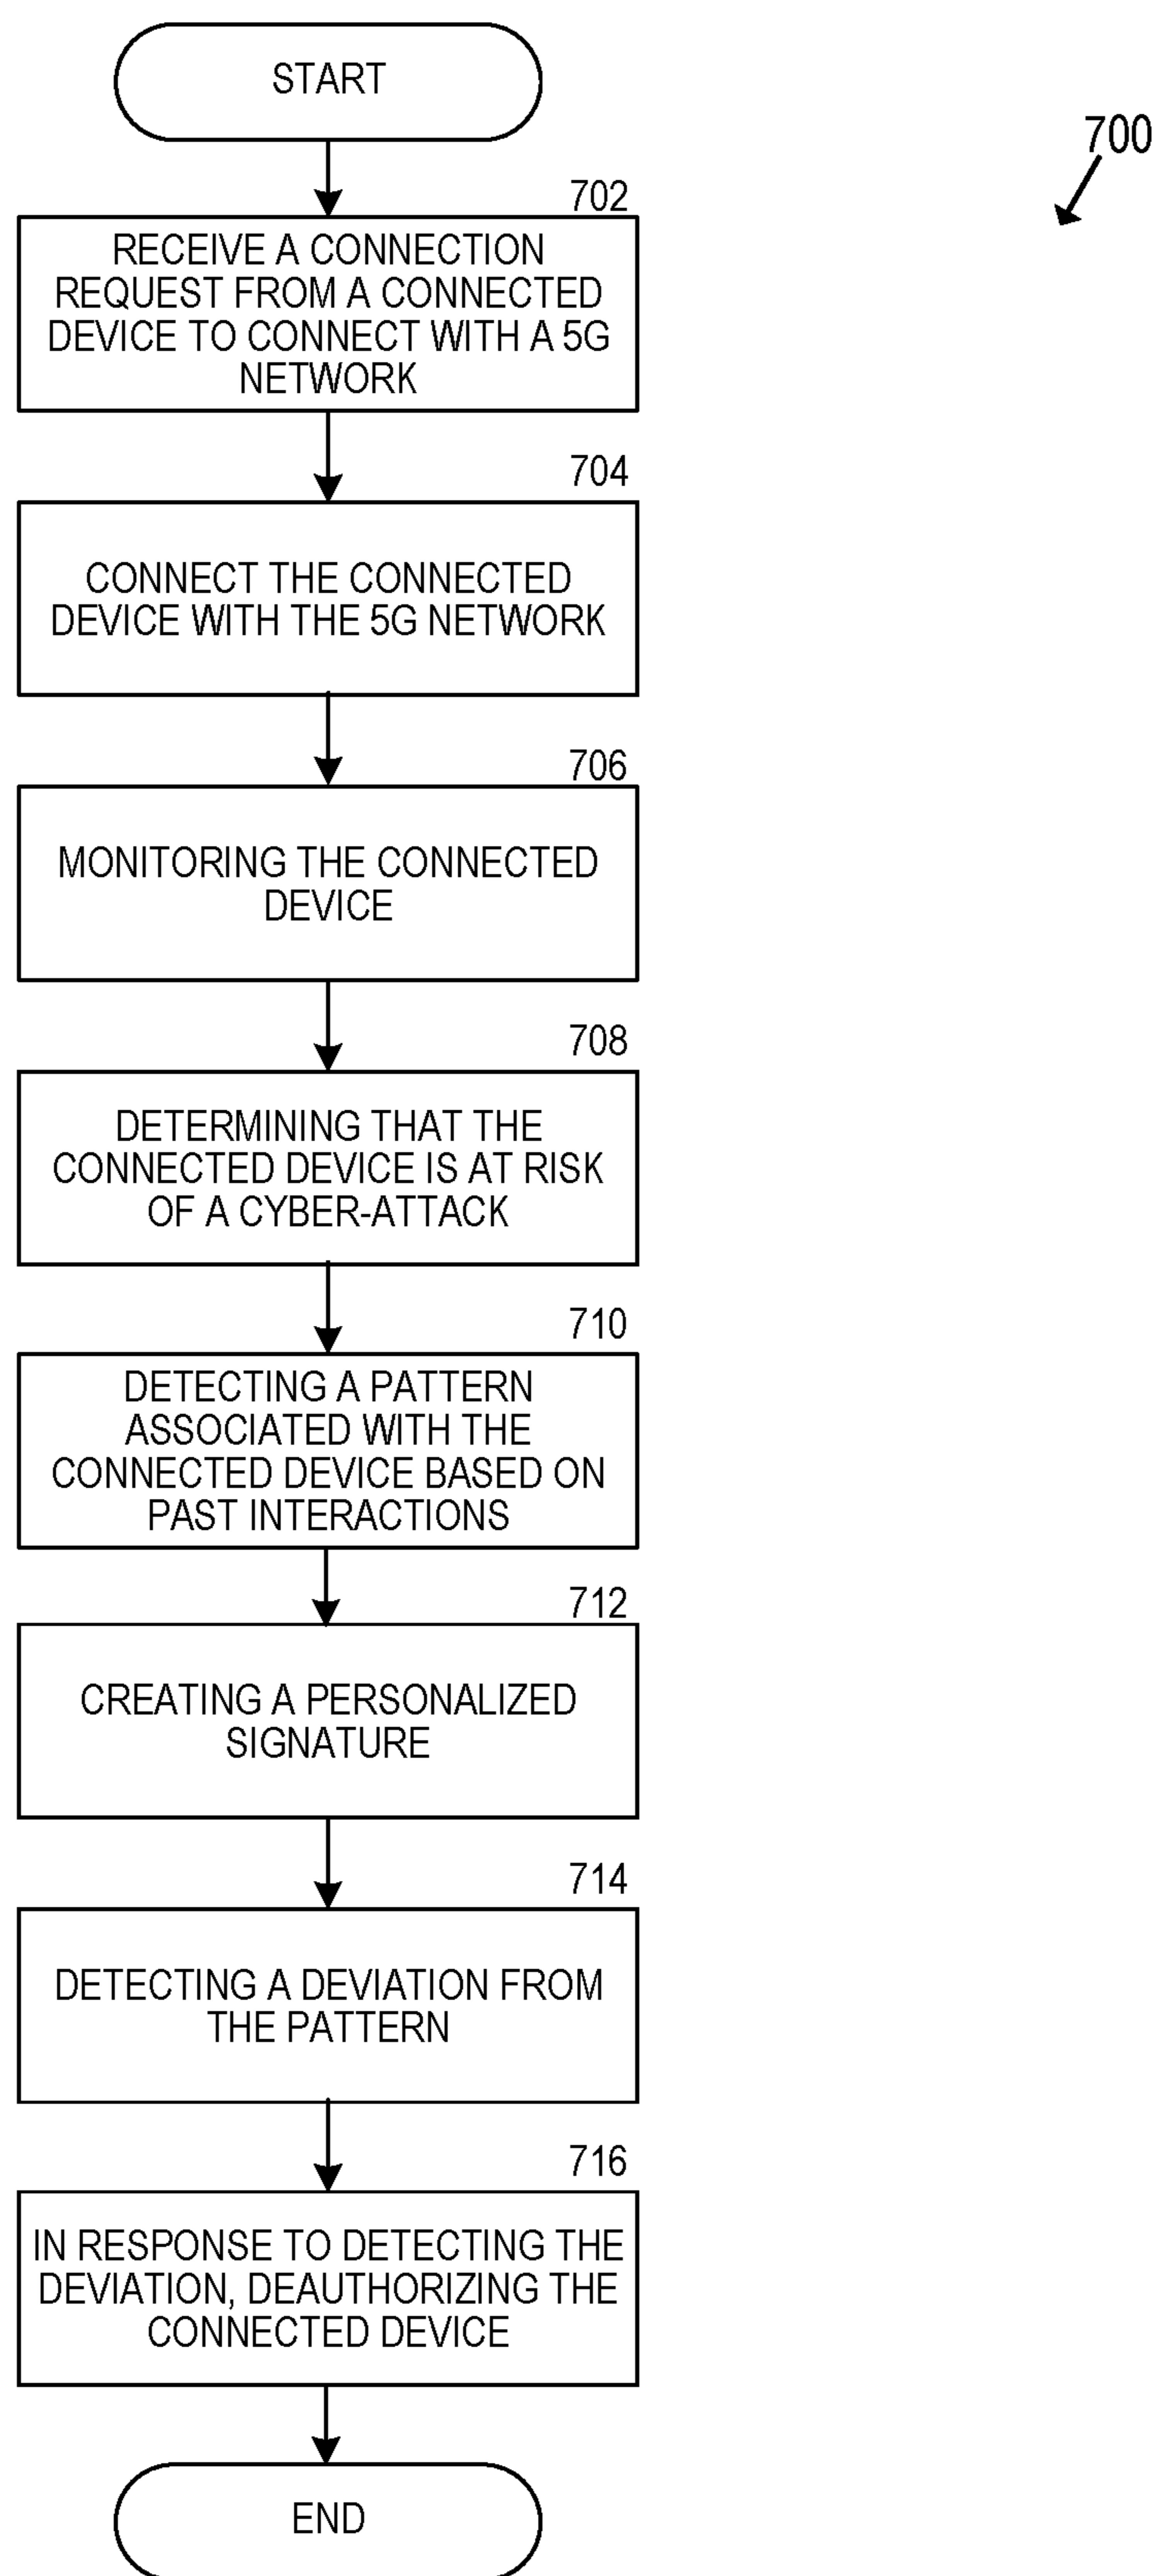 START
700
702
RECEIVE A CONNECTION
REQUEST FROM A CONNECTED
DEVICE TO CONNECT WITH A 5G
NETWORK
704
CONNECT THE CONNECTED
DEVICE WITH THE 5G NETWORK
706
MONITORING THE CONNECTED
DEVICE
708
DETERMINING THAT THE
CONNECTED DEVICE IS AT RISK
OF A CYBER-ATTACK
710
DETECTING A PATTERN
ASSOCIATED WITH THE
CONNECTED DEVICE BASED ON
PAST INTERACTIONS
712
CREATING A PERSONALIZED
SIGNATURE
714
DETECTING A DEVIATION FROM
THE PATTERN
716
IN RESPONSE TO DETECTING THE
DEVIATION, DEAUTHORIZING THE
CONNECTED DEVICE
END